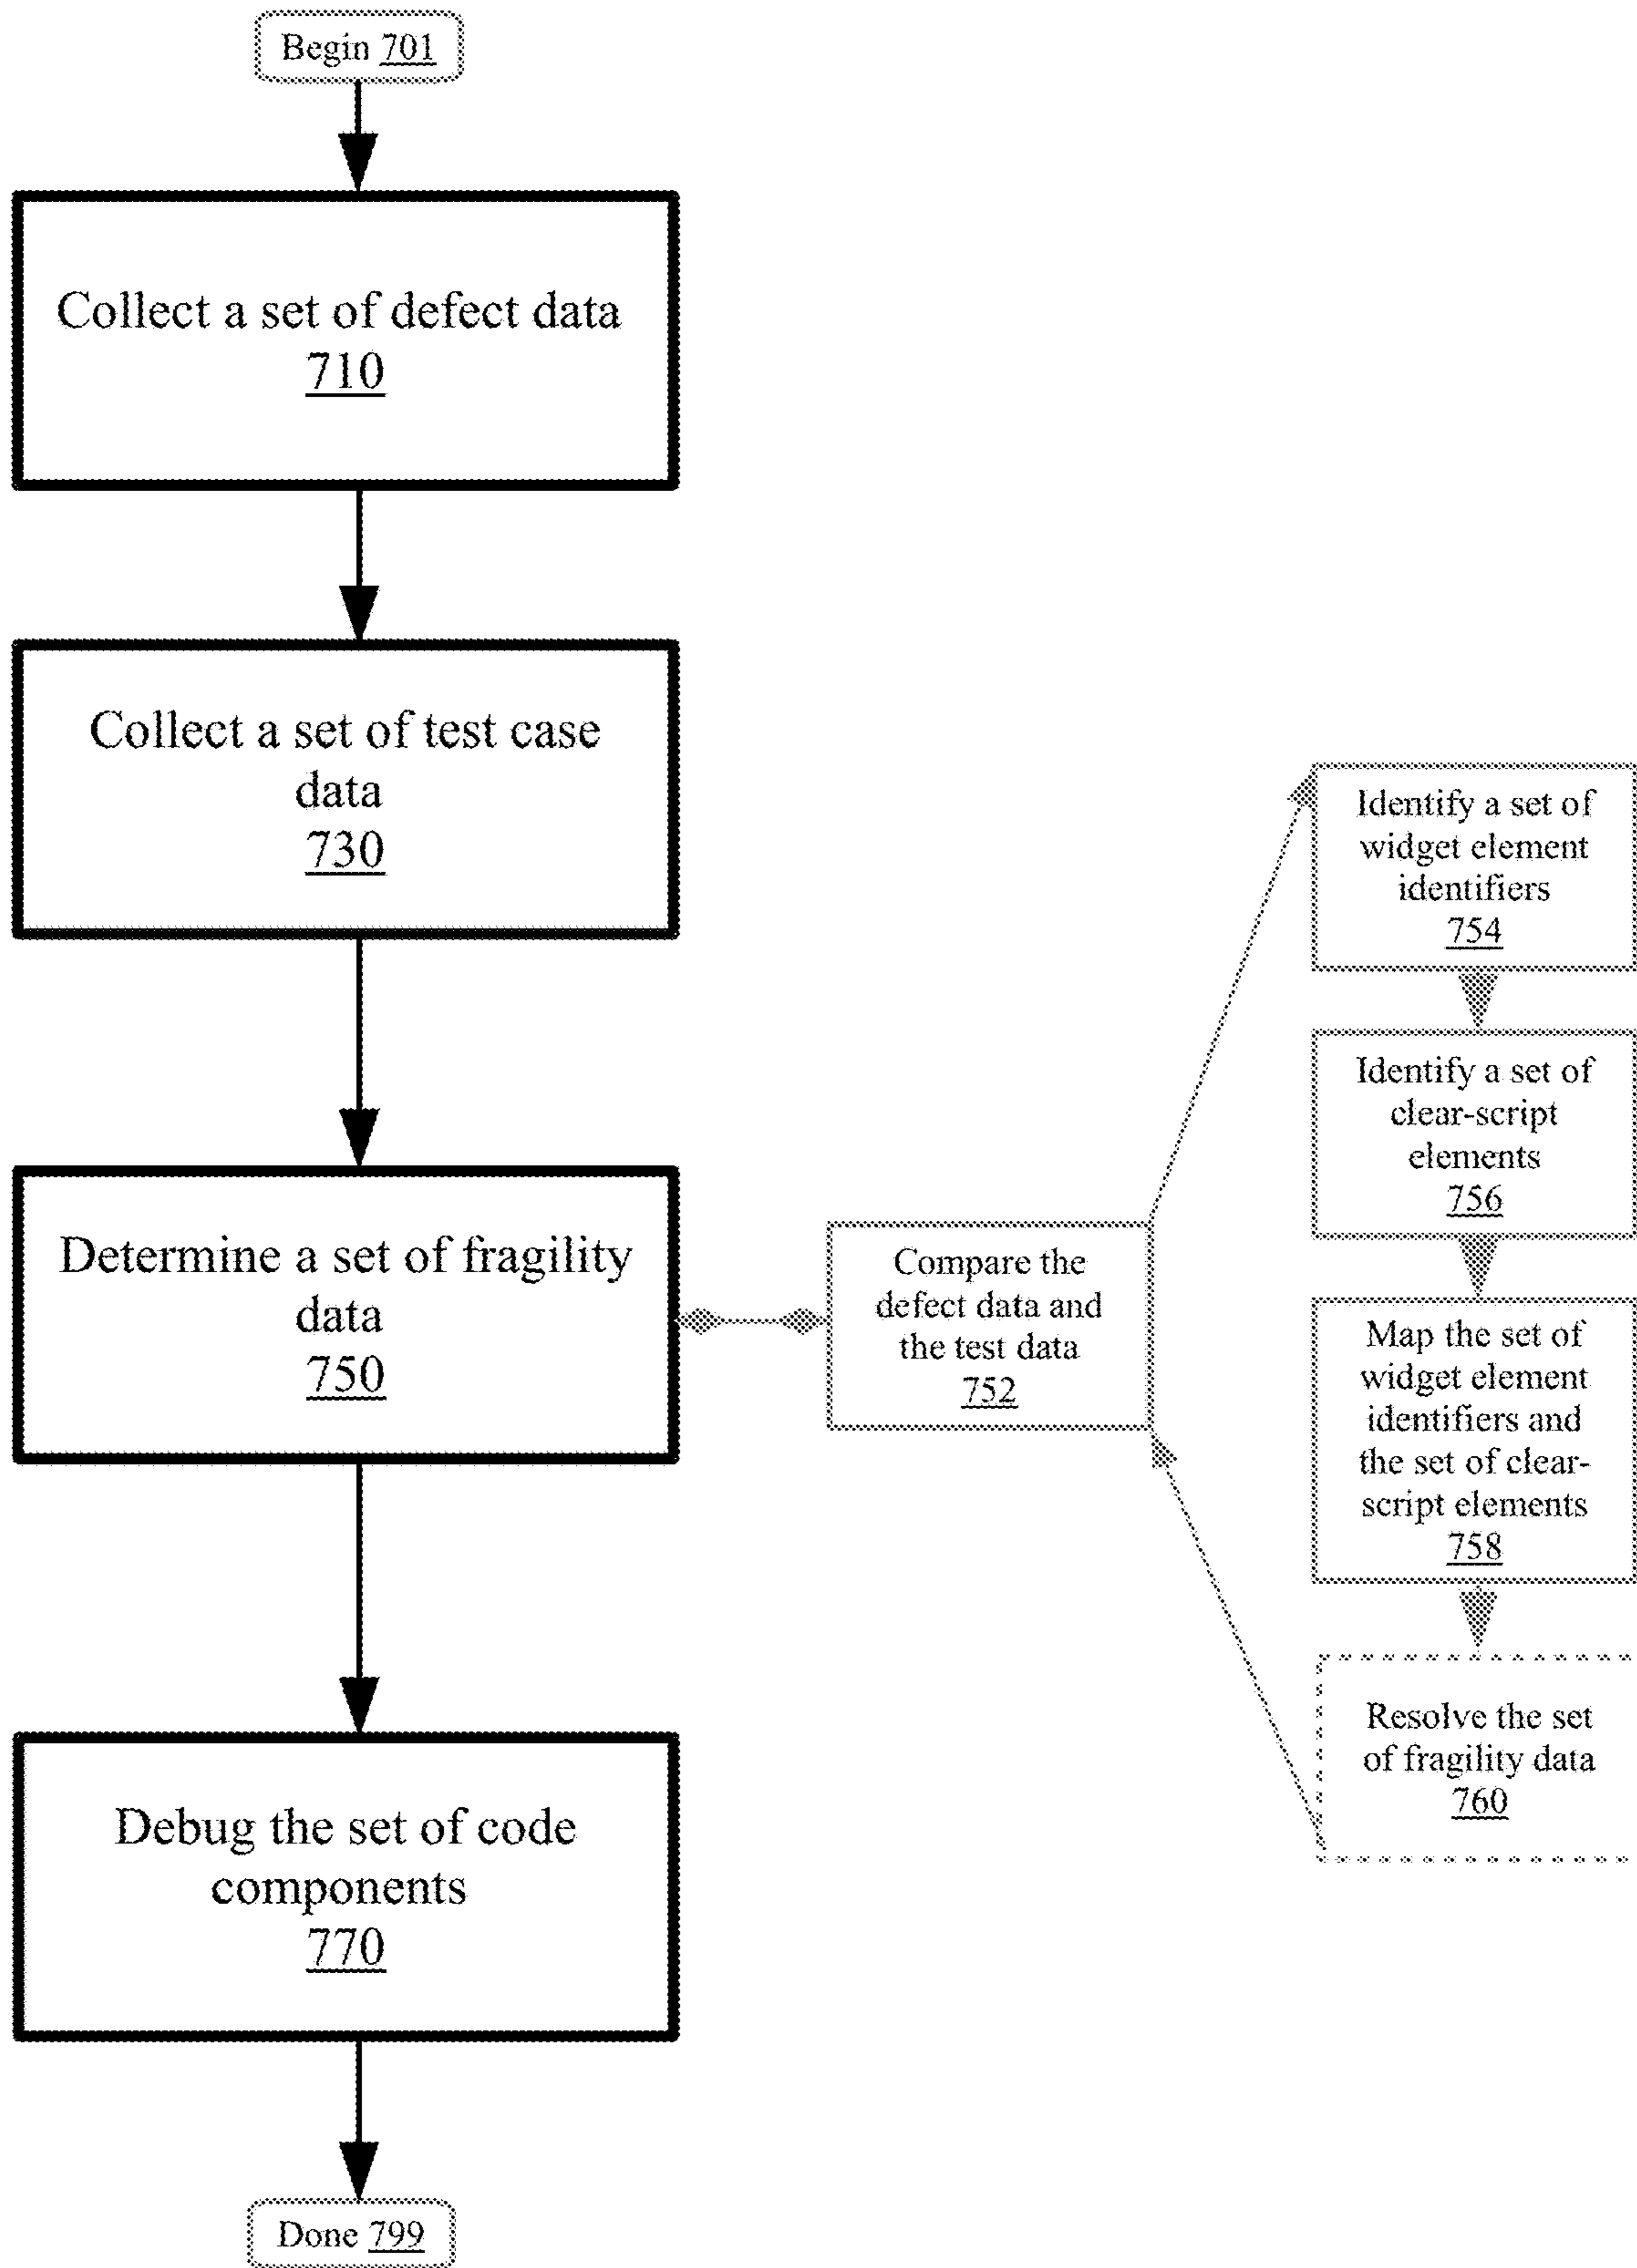 Begin 701
Collect a set of defect data
710
Collect a set of test case
data
730
Determine a set of fragility
data
750
Compare the
defect data and
the test data
752
Identify a set of
widget element
identifiers
754
Identify a set of
clear-script
elements
756
Map the set of
widget element
identifiers and
the set of clear-
script elements
758
Resolve the set
of fragility data
760
Debug the set of code
components
770
Done 799